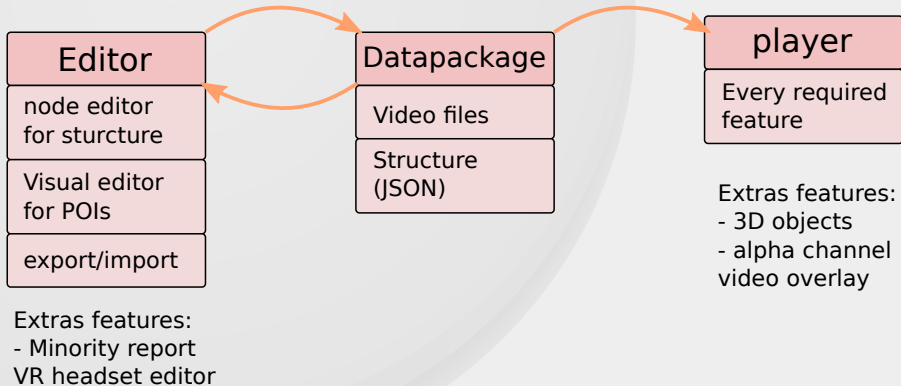 Editor
node editor
for sturcture
Visual editor
for POIs
export/import
Extras features:
- Minority report
VR headset editor
Datapackage
Video files
Structure
(JSON)
player
Every required
feature
Extras features:
- 3D objects
- alpha channel
video overlay